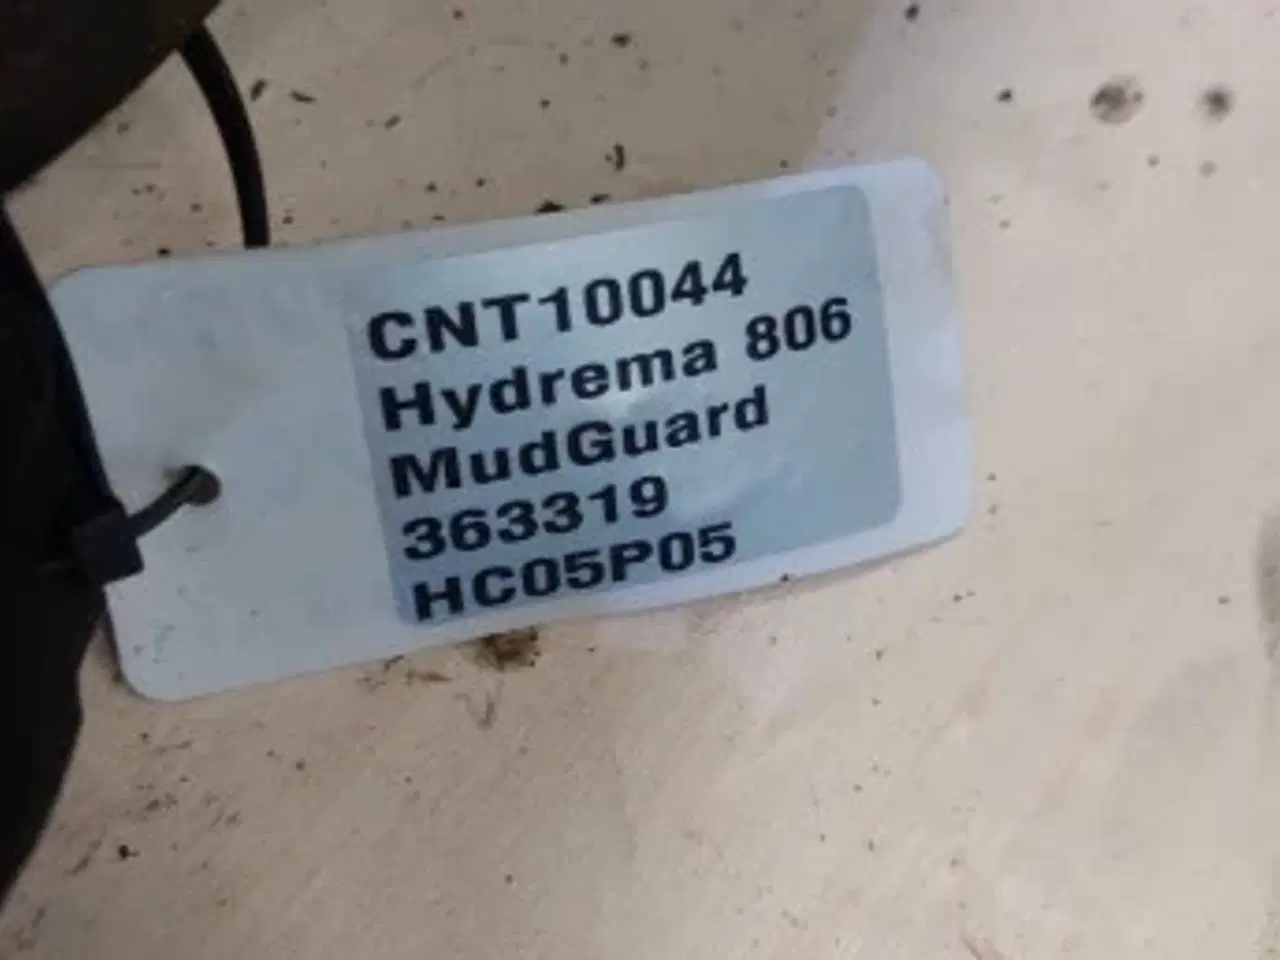 CNT10044
Hydrema 806
MudGuard
363319
HC05P05